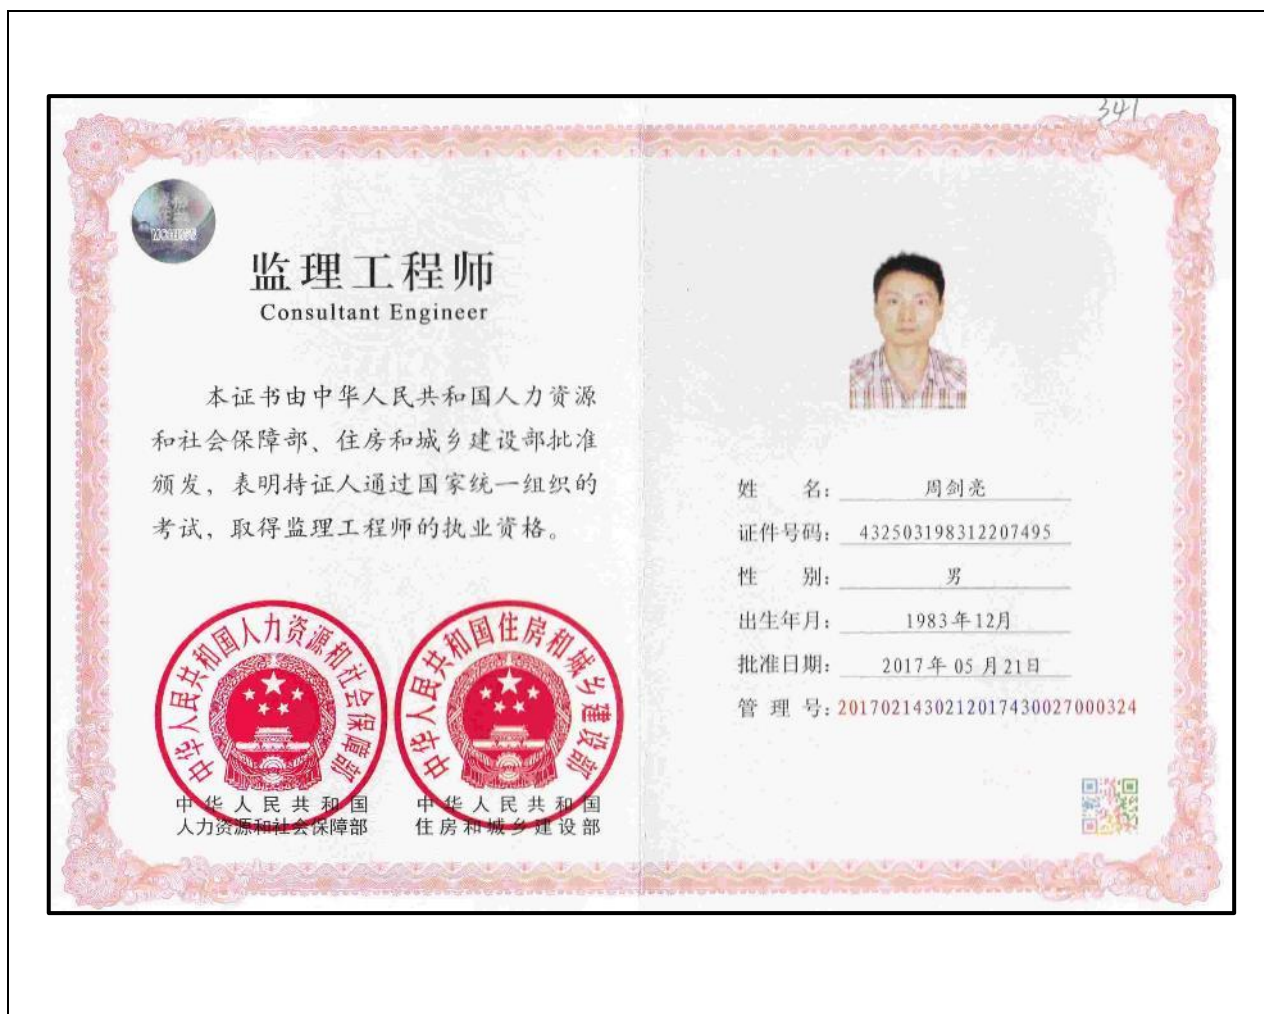 341
监理工程师
Consultant Engineer
本证书由中华人民共和国人力资源
和社会保障部、住房和城乡建设部批准
颁发，表明持证人通过国家统一组织的
考试，取得监理工程师的执业资格。
中华人民共和国人力资源和社会保障部
中华人民共和国住房和城乡建设部
中华人民共和国
人力资源和社会保障部
中华人民共和国
住房和城乡建设部
姓 名：周剑亮
证件号码：432503198312207495
性 别：男
出生年月：1983年12月
批准日期：2017年05月21日
管 理 号：2017021430212017430027000324